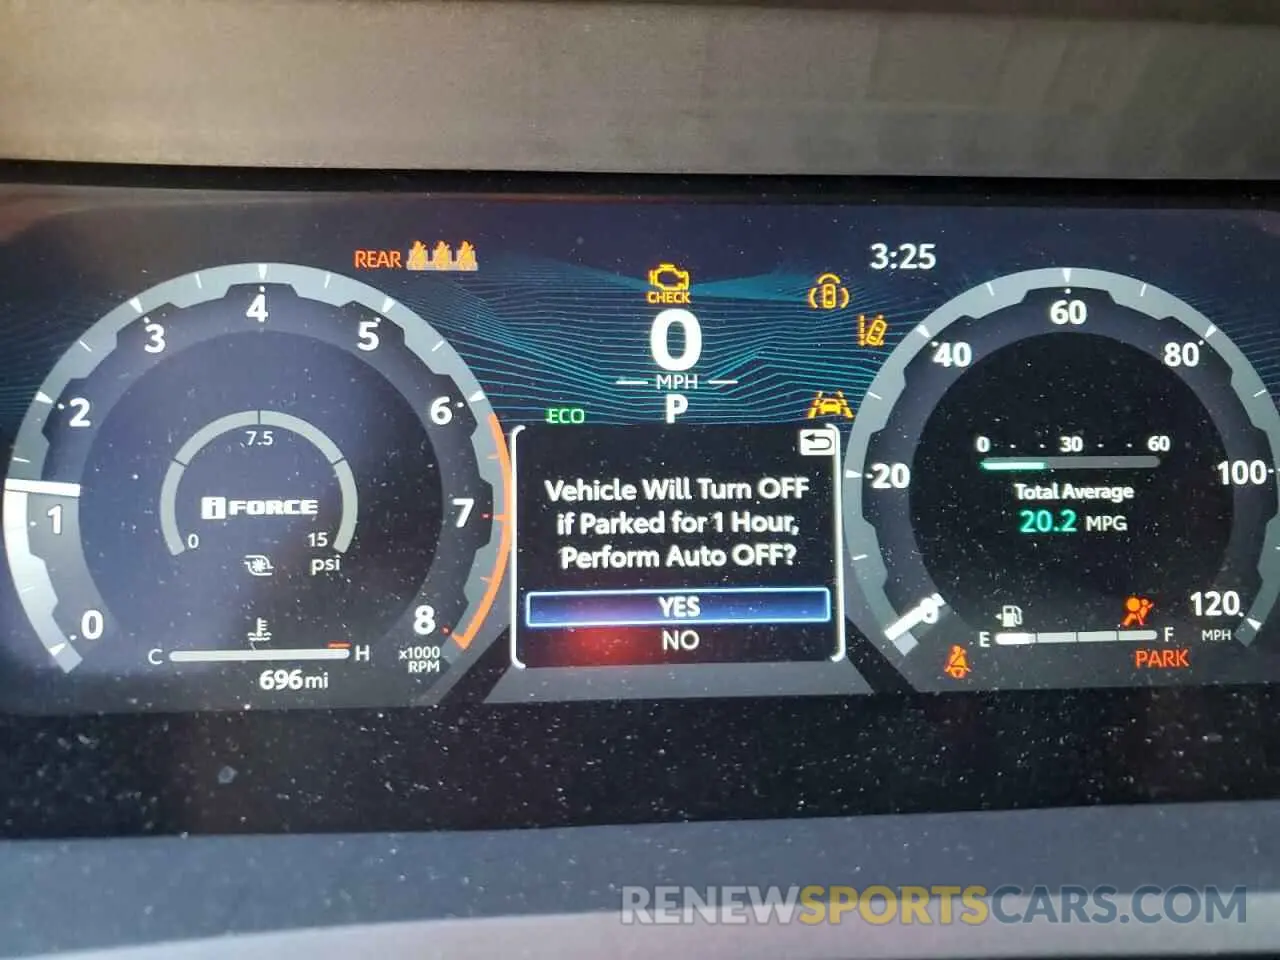 REAR
CHECK
3:25
0
MPH
P
ECO
0 1 2 3 4 5 6 7 8
x1000
RPM
7.5
i FORCE
0 15
psi
C H
696mi
Vehicle Will Turn OFF
if Parked for 1 Hour,
Perform Auto OFF?
YES
NO
0 20 40 60 80 100 120
MPH
0 30 60
Total Average
20.2 MPG
E F
PARK
RENEWSPORTSCARS.COM